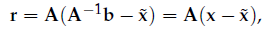 r = A(A⁻¹b − x̃) = A(x − x̃),